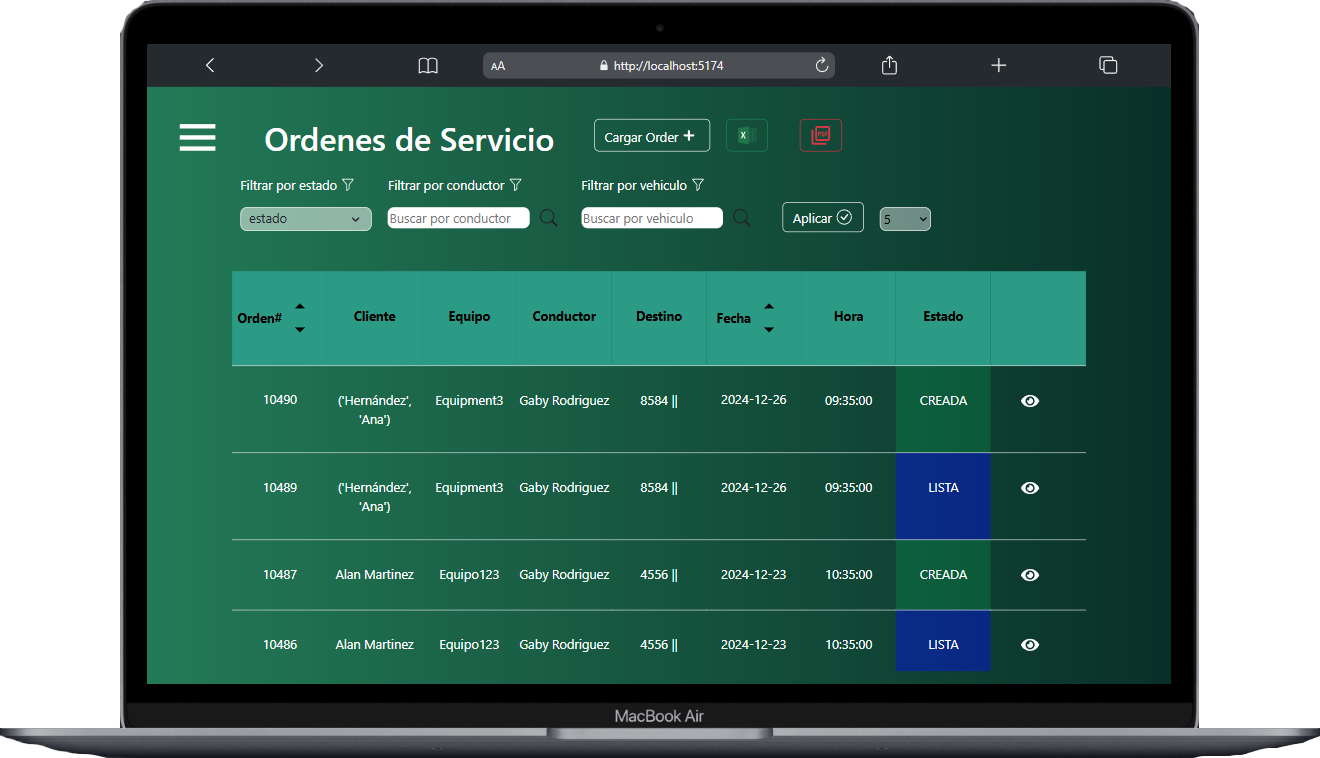 AA http://localhost:5174
Ordenes de Servicio Cargar Order + X PDF
Filtrar por estado Filtrar por conductor Filtrar por vehiculo
estado Buscar por conductor Buscar por vehiculo Aplicar 5
Orden# Cliente Equipo Conductor Destino Fecha Hora Estado
10490 ('Hernández', Equipment3 Gaby Rodriguez 8584 || 2024-12-26 09:35:00 CREADA
'Ana')
10489 ('Hernández', Equipment3 Gaby Rodriguez 8584 || 2024-12-26 09:35:00 LISTA
'Ana')
10487 Alan Martinez Equipo123 Gaby Rodriguez 4556 || 2024-12-23 10:35:00 CREADA
10486 Alan Martinez Equipo123 Gaby Rodriguez 4556 || 2024-12-23 10:35:00 LISTA
MacBook Air